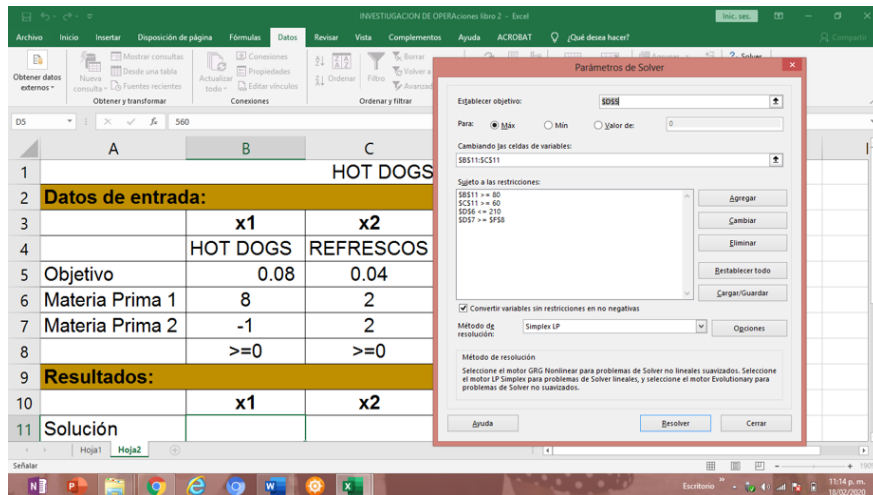 INVESTIUGACION DE OPERAciones libro 2 - Excel
Inic. ses.
Archivo Inicio Insertar Disposición de página Fórmulas Datos Revisar Vista Complementos Ayuda ACROBAT ¿Qué desea hacer? Compartir
Obtener datos externos
Nueva consulta
Mostrar consultas
Desde una tabla
Fuentes recientes
Obtener y transformar
Actualizar todo
Conexiones
Propiedades
Editar vínculos
Conexiones
Ordenar
Filtro
Borrar
Volver a
Avanzad
Ordenar y filtrar
Solver
D5 fx 560
A B C
1 HOT DOGS
2 Datos de entrada:
3 x1 x2
4 HOT DOGS REFRESCOS
5 Objetivo 0.08 0.04
6 Materia Prima 1 8 2
7 Materia Prima 2 -1 2
8 >=0 >=0
9 Resultados:
10 x1 x2
11 Solución
Hoja1 Hoja2
Señalar
Parámetros de Solver
Establecer objetivo: $D$5
Para: Máx Mín Valor de: 0
Cambiando las celdas de variables:
$B$11:$C$11
Sujeto a las restricciones:
$B$11 >= 80
$C$11 >= 60
$D$6 <= 210
$D$7 >= $F$8
Agregar
Cambiar
Eliminar
Restablecer todo
Cargar/Guardar
Convertir variables sin restricciones en no negativas
Método de resolución: Simplex LP Opciones
Método de resolución
Seleccione el motor GRG Nonlinear para problemas de Solver no lineales suavizados. Seleccione
el motor LP Simplex para problemas de Solver lineales, y seleccione el motor Evolutionary para
problemas de Solver no suavizados.
Ayuda Resolver Cerrar
Escritorio
11:14 p. m.
18/02/2020